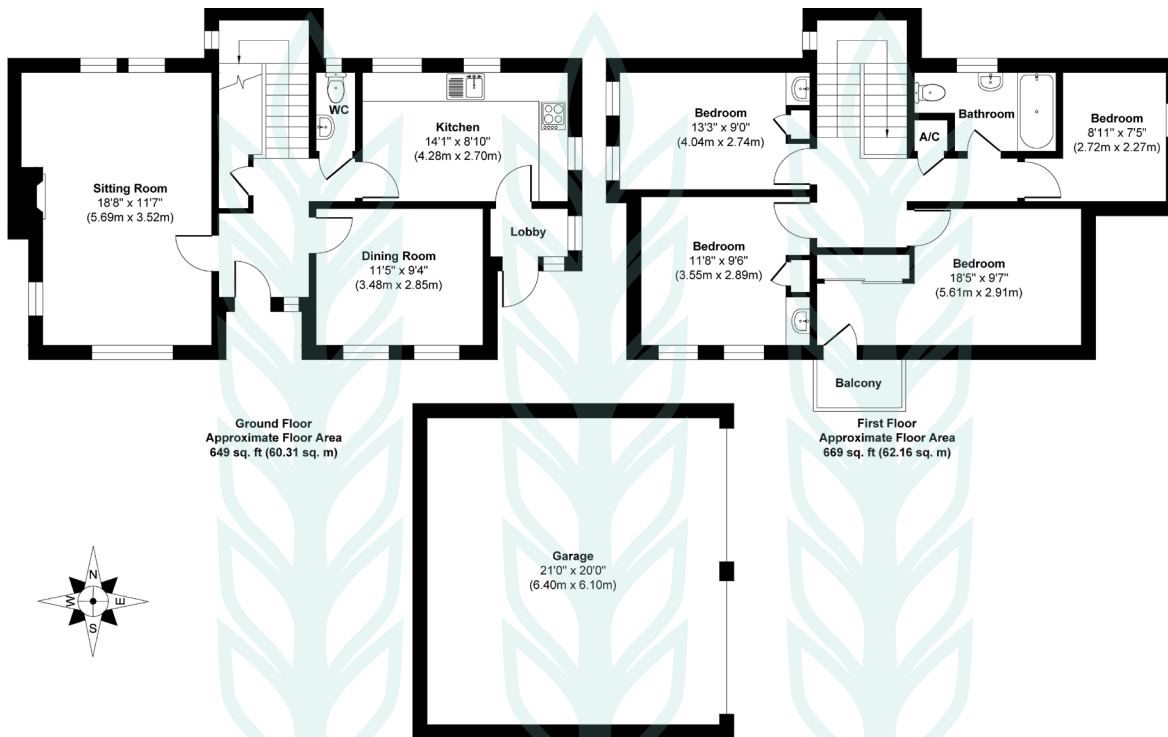 Sitting Room
18'8" x 11'7"
(5.69m x 3.52m)
WC
Kitchen
14'1" x 8'10"
(4.28m x 2.70m)
Lobby
Dining Room
11'5" x 9'4"
(3.48m x 2.85m)
Ground Floor
Approximate Floor Area
649 sq. ft (60.31 sq. m)
Bedroom
13'3" x 9'0"
(4.04m x 2.74m)
A/C
Bathroom
Bedroom
8'11" x 7'5"
(2.72m x 2.27m)
Bedroom
11'8" x 9'6"
(3.55m x 2.89m)
Bedroom
18'5" x 9'7"
(5.61m x 2.91m)
Balcony
First Floor
Approximate Floor Area
669 sq. ft (62.16 sq. m)
Garage
21'0" x 20'0"
(6.40m x 6.10m)
N
W
E
S